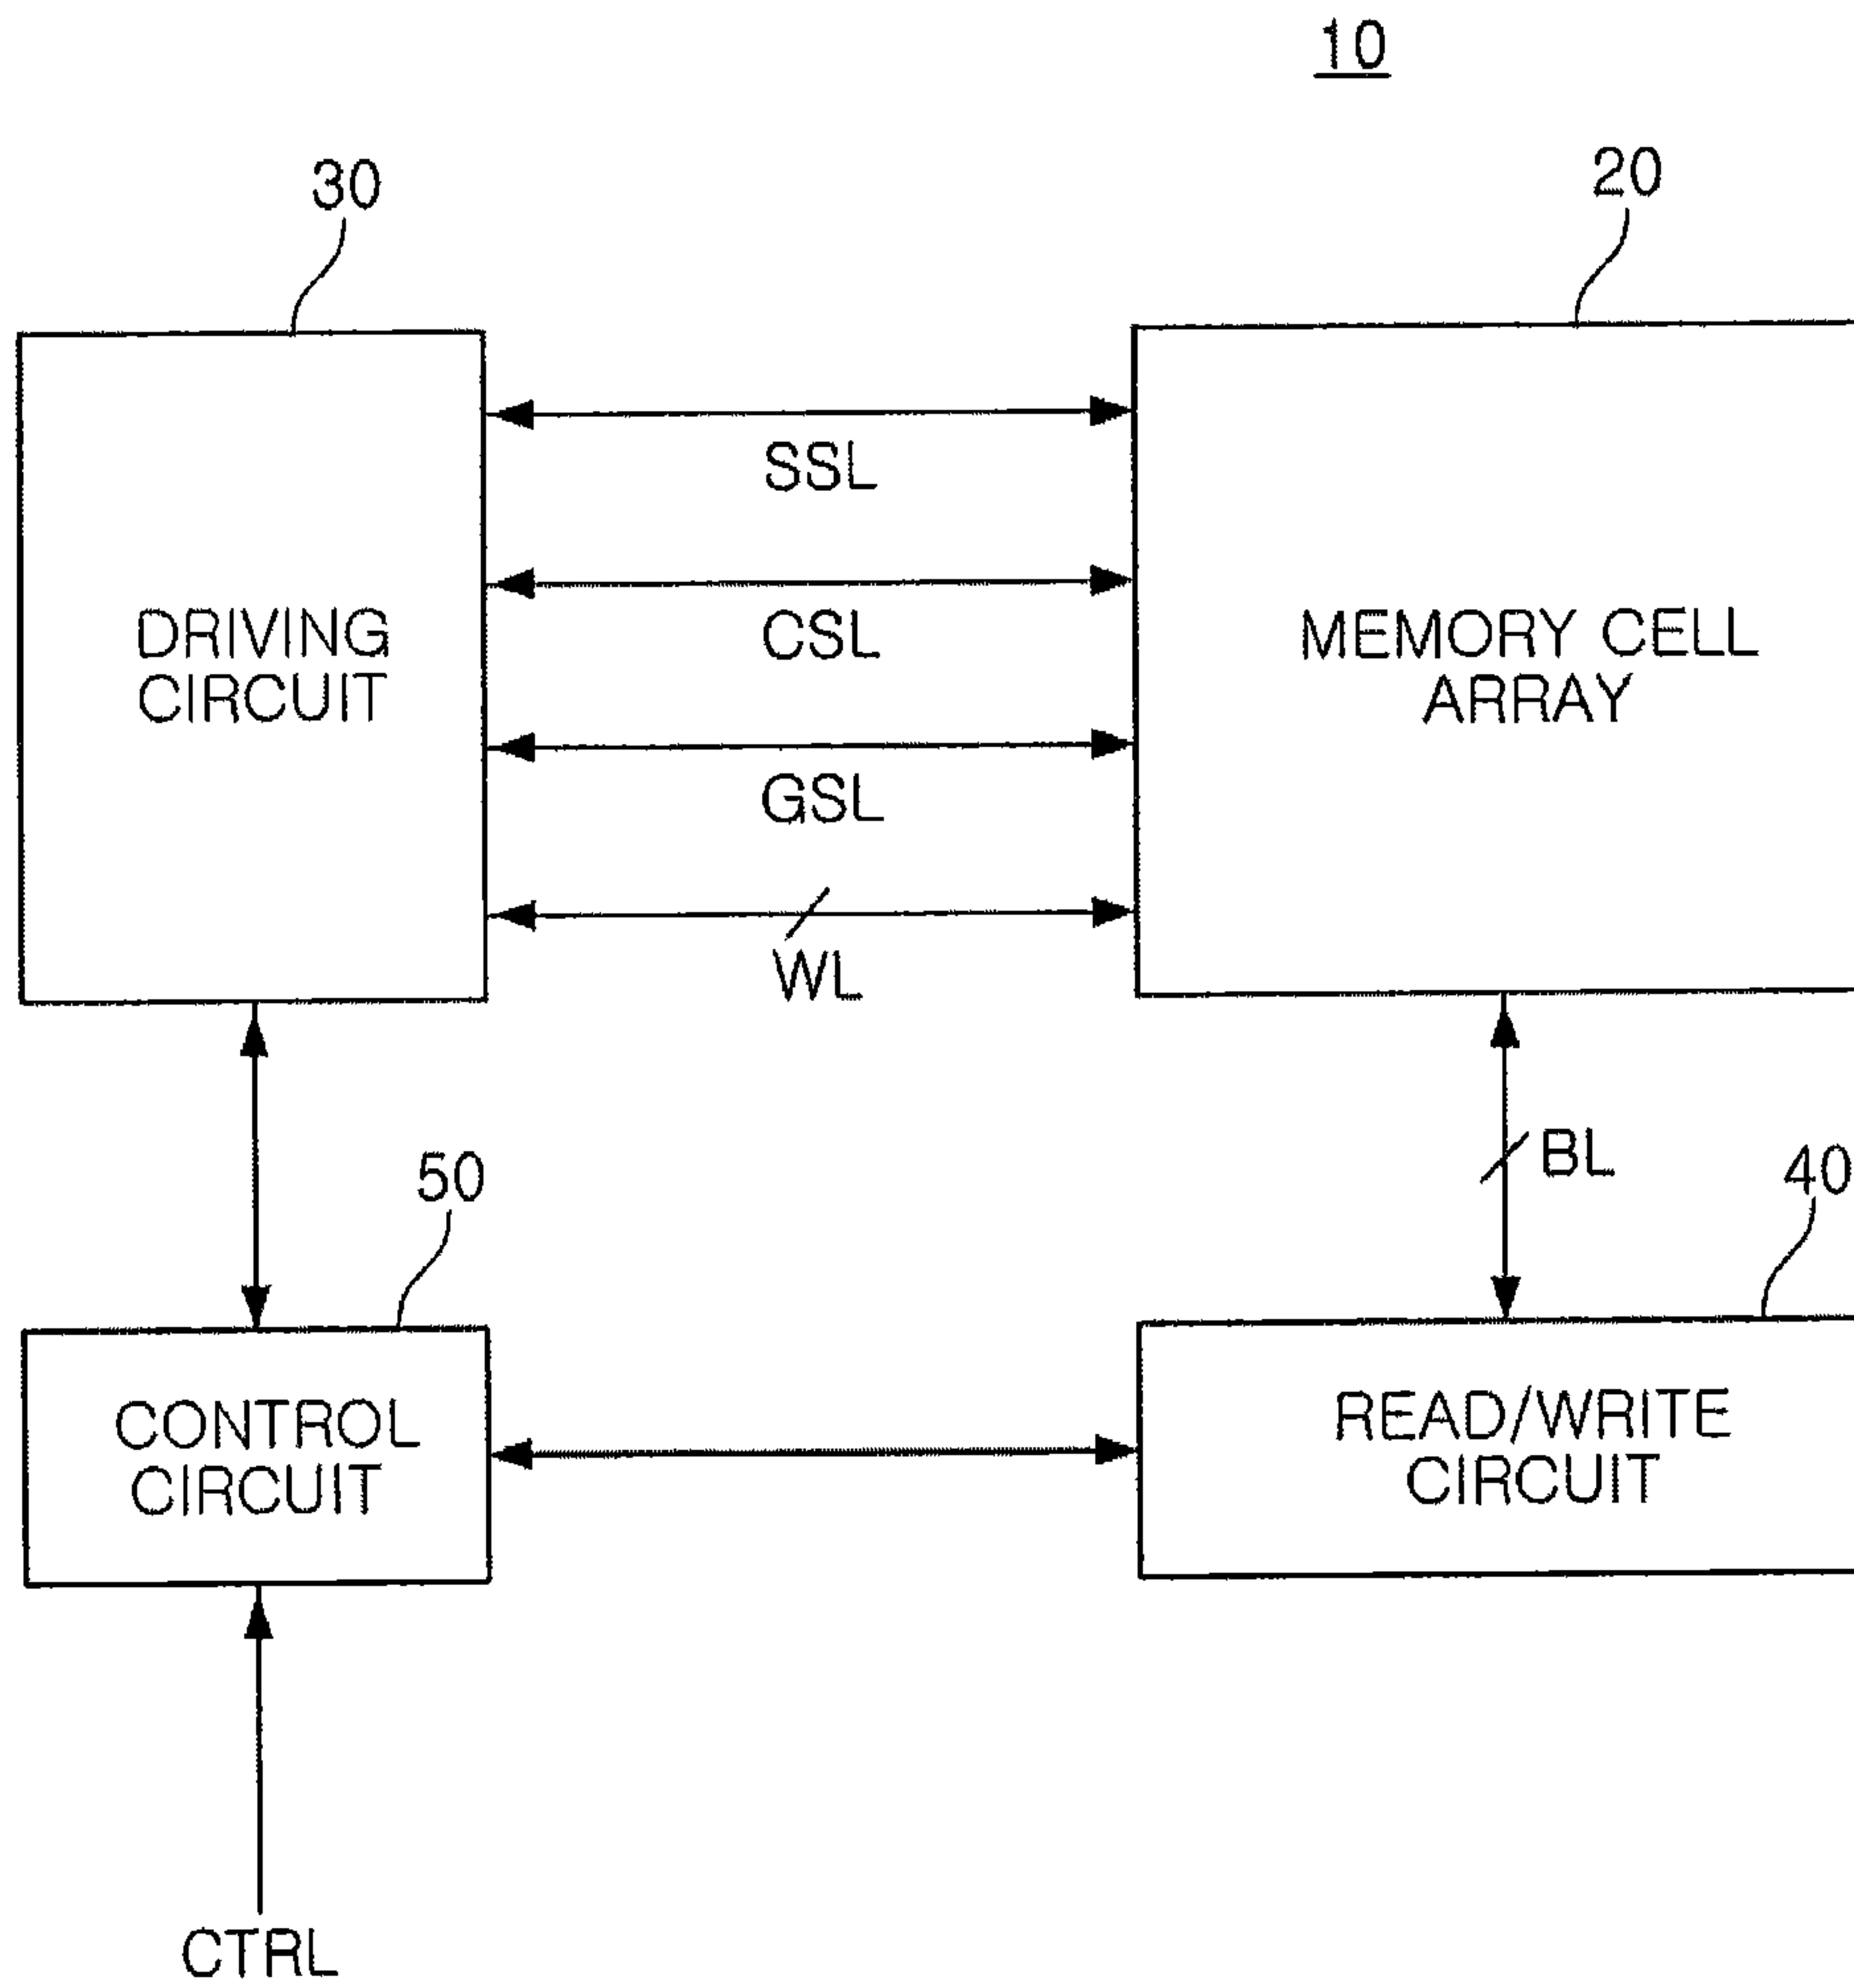 10
30
20
SSL
DRIVING
CIRCUIT
CSL
MEMORY CELL
ARRAY
GSL
WL
50
BL
40
CONTROL
CIRCUIT
READ/WRITE
CIRCUIT
CTRL